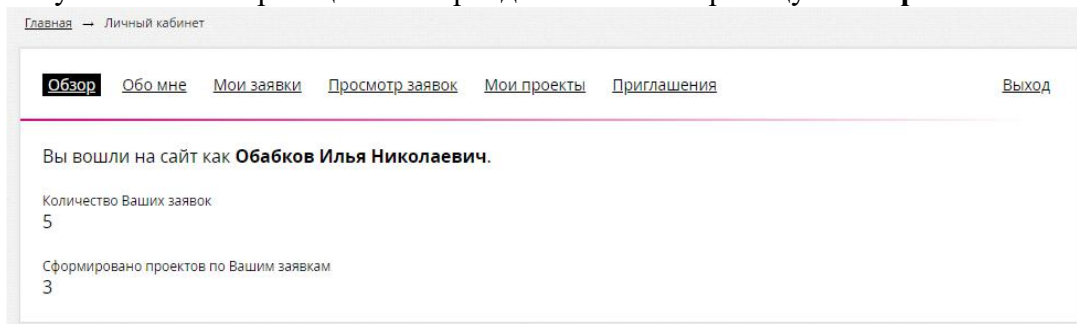 Главная → Личный кабинет
Обзор Обо мне Мои заявки Просмотр заявок Мои проекты Приглашения Выход
Вы вошли на сайт как Обабков Илья Николаевич.
Количество Ваших заявок
5
Сформировано проектов по Вашим заявкам
3